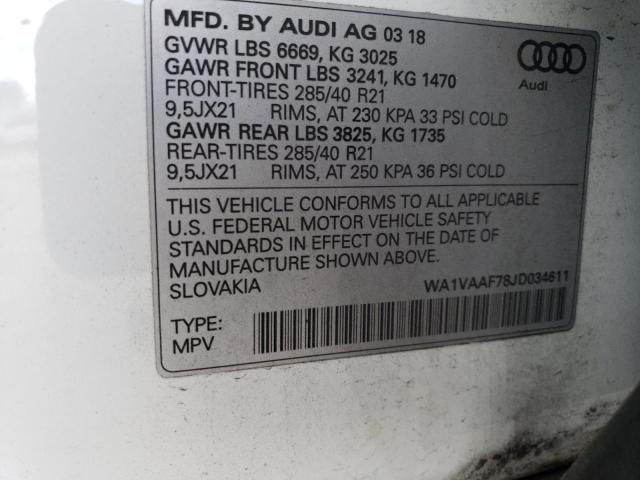 MFD. BY AUDI AG 03 18
GVWR LBS 6669, KG 3025
GAWR FRONT LBS 3241, KG 1470
FRONT-TIRES 285/40 R21
9,5JX21 RIMS, AT 230 KPA 33 PSI COLD
GAWR REAR LBS 3825, KG 1735
REAR-TIRES 285/40 R21
9,5JX21 RIMS, AT 250 KPA 36 PSI COLD
Audi
THIS VEHICLE CONFORMS TO ALL APPLICABLE
U.S. FEDERAL MOTOR VEHICLE SAFETY
STANDARDS IN EFFECT ON THE DATE OF
MANUFACTURE SHOWN ABOVE.
SLOVAKIA
WA1VAAF78JD034611
TYPE:
MPV